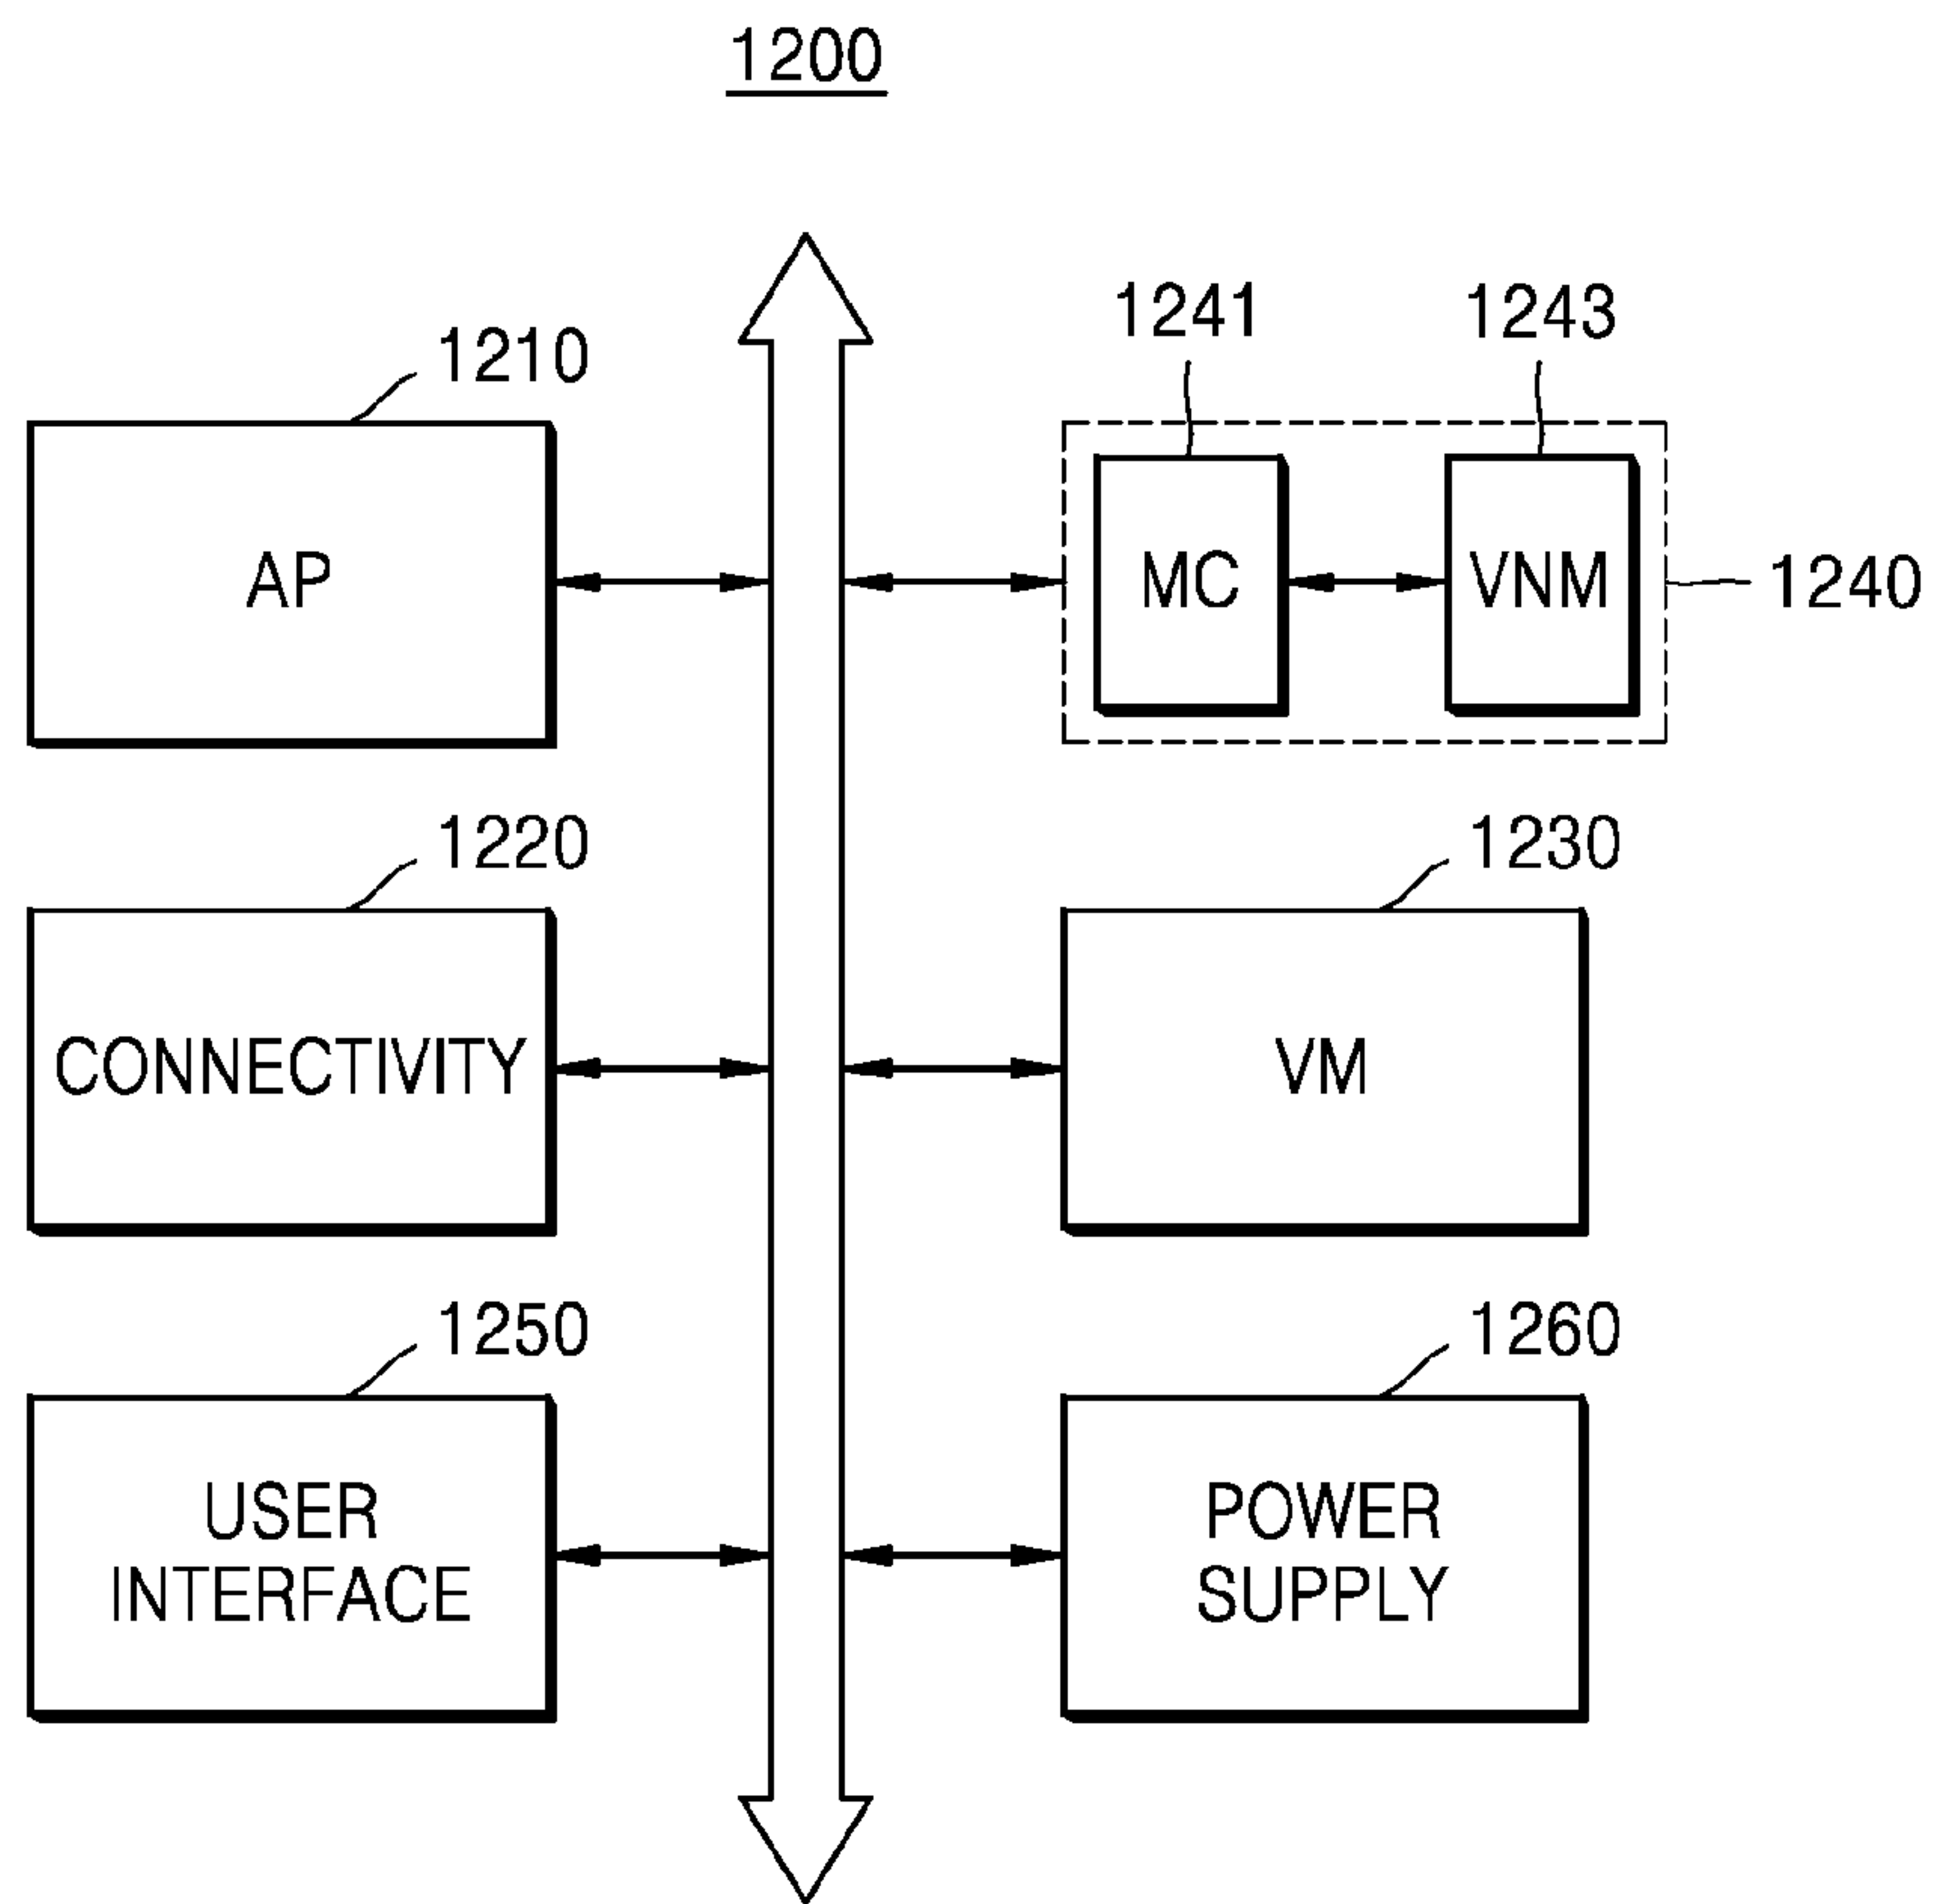 1200
1241 1243
1210
AP
MC VNM 1240
1220 1230
CONNECTIVITY VM
1250 1260
USER
INTERFACE
POWER
SUPPLY